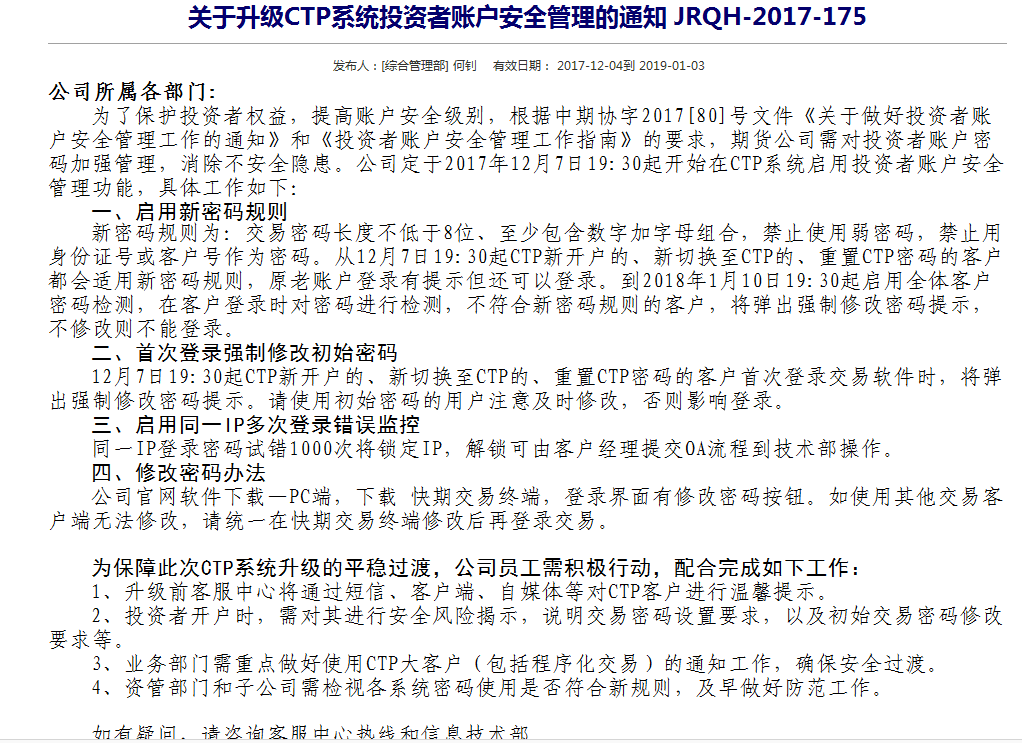 关于升级CTP系统投资者账户安全管理的通知 JRQH-2017-175
发布人：[综合管理部] 何钊 有效日期： 2017-12-04到 2019-01-03
公司所属各部门：
为了保护投资者权益，提高账户安全级别，根据中期协字2017[80]号文件《关于做好投资者账
户安全管理工作的通知》和《投资者账户安全管理工作指南》的要求，期货公司需对投资者账户密
码加强管理，消除不安全隐患。公司定于2017年12月7日19:30起开始在CTP系统启用投资者账户安全
管理功能，具体工作如下：
一、启用新密码规则
新密码规则为：交易密码长度不低于8位、至少包含数字加字母组合，禁止使用弱密码，禁止用
身份证号或客户号作为密码。从12月7日19:30起CTP新开户的、新切换至CTP的、重置CTP密码的客户
都会适用新密码规则，原老账户登录有提示但还可以登录。到2018年1月10日19:30起启用全体客户
密码检测，在客户登录时对密码进行检测，不符合新密码规则的客户，将弹出强制修改密码提示，
不修改则不能登录。
二、首次登录强制修改初始密码
12月7日19:30起CTP新开户的、新切换至CTP的、重置CTP密码的客户首次登录交易软件时，将弹
出强制修改密码提示。请使用初始密码的用户注意及时修改，否则影响登录。
三、启用同一IP多次登录错误监控
同一IP登录密码试错1000次将锁定IP，解锁可由客户经理提交OA流程到技术部操作。
四、修改密码办法
公司官网软件下载—PC端，下载 快期交易终端，登录界面有修改密码按钮。如使用其他交易客
户端无法修改，请统一在快期交易终端修改后再登录交易。
为保障此次CTP系统升级的平稳过渡，公司员工需积极行动，配合完成如下工作：
1、升级前客服中心将通过短信、客户端、自媒体等对CTP客户进行温馨提示。
2、投资者开户时，需对其进行安全风险揭示，说明交易密码设置要求，以及初始交易密码修改
要求等。
3、业务部门需重点做好使用CTP大客户（包括程序化交易）的通知工作，确保安全过渡。
4、资管部门和子公司需检视各系统密码使用是否符合新规则，及早做好防范工作。
如有疑问，请咨询客服中心热线和信息技术部